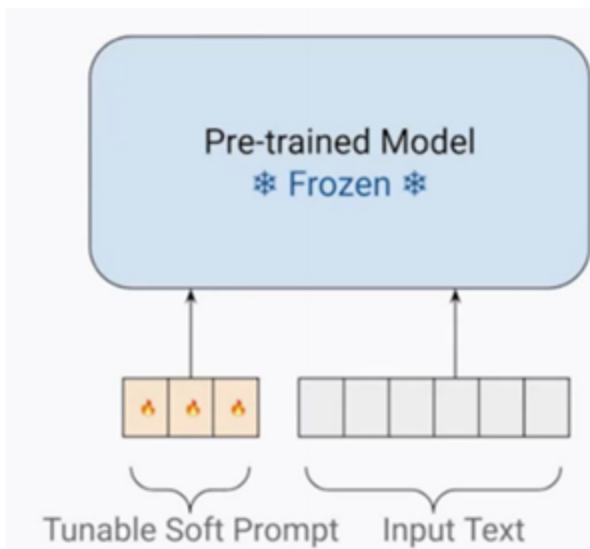 Pre-trained Model
❄ Frozen ❄
Tunable Soft Prompt
Input Text